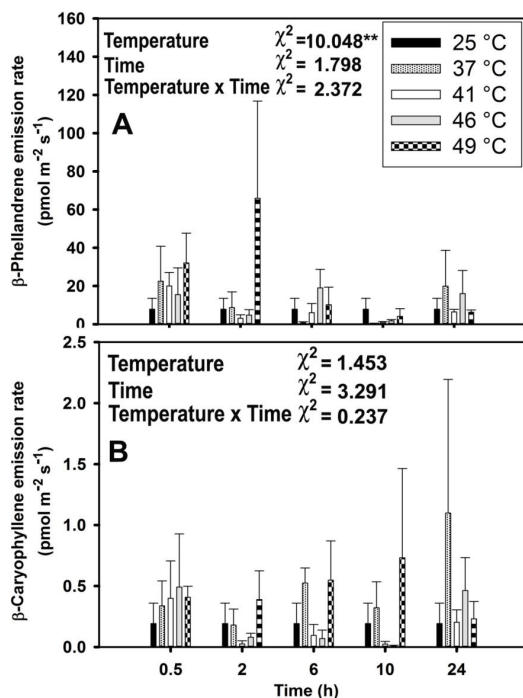 160
140
120
100
80
60
40
20
0
β-Phellandrene emission rate
(pmol m⁻² s⁻¹)
Temperature χ²=10.048**
Time χ² = 1.798
Temperature x Time χ² = 2.372
A
25 °C
37 °C
41 °C
46 °C
49 °C
2.5
2.0
1.5
1.0
0.5
0.0
β-Caryophyllene emission rate
(pmol m⁻² s⁻¹)
Temperature χ² = 1.453
Time χ² = 3.291
Temperature x Time χ² = 0.237
B
0.5 2 6 10 24
Time (h)